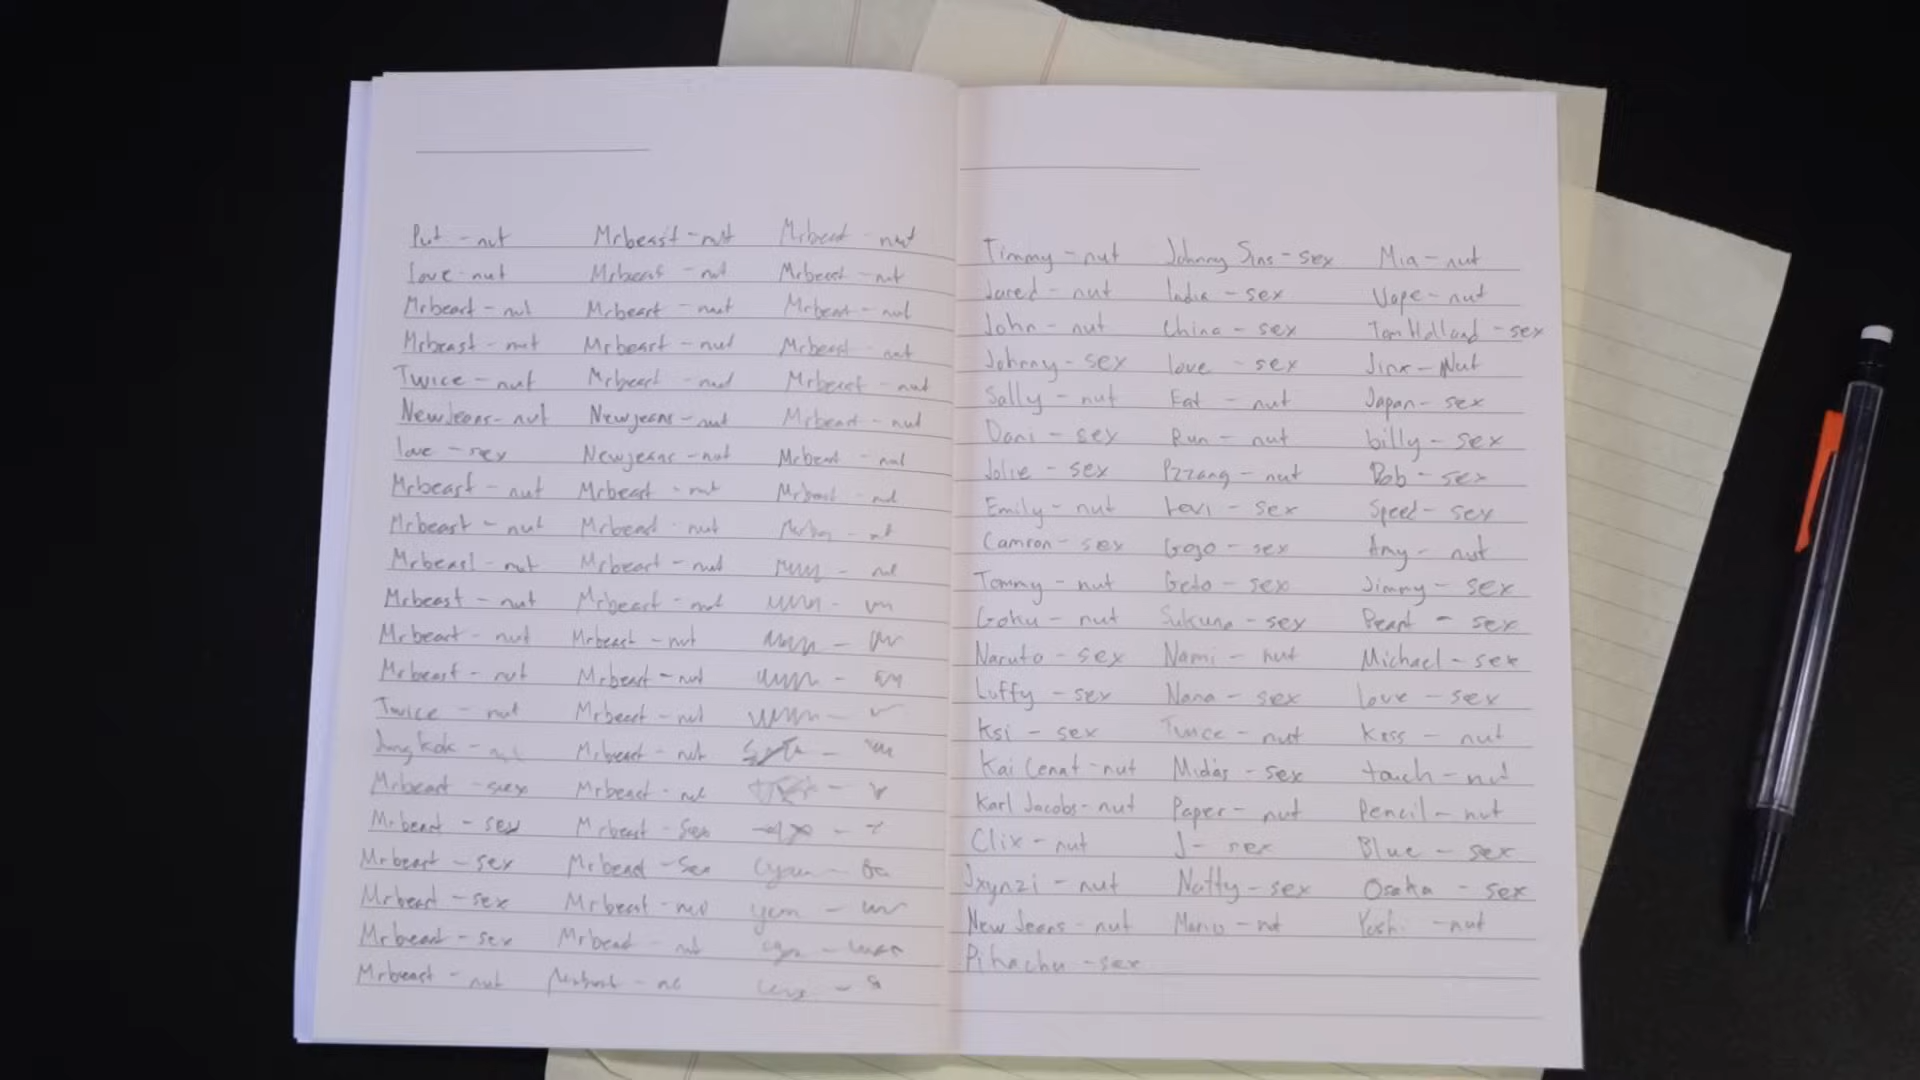 Put - nut Mrbeast - nut Mrbeast - nut
love - nut Mrbeast - nut Mrbeast - nut
Mrbeast - nut Mrbeast - nut Mrbeast - nut
Mrbeast - nut Mrbeast - nut Mrbeast - nut
Twice - nut Mrbeast - nut Mrbeast - nut
NewJeans - nut Newjeans - nut Mrbeast - nut
love - sex Newjeans - nut Mrbeast - nut
Mrbeast - nut Mrbeast - nut Mrbeast - nut
Mrbeast - nut Mrbeast - nut
Mrbeast - nut Mrbeast - nut
Mrbeast - nut Mrbeast - nut
Mrbeast - nut Mrbeast - nut
Mrbeast - nut Mrbeast - nut
Twice - nut Mrbeast - nut
Jungkok - Mrbeast - nut
Mrbeast - sex Mrbeast - nut
Mrbeast - sex Mrbeast - Sex
Mrbeast - sex Mrbeast - Sex
Mrbeast - sex Mrbeast - nut
Mrbeast - sex Mrbeast - nut
Mrbeast - nut
Timmy - nut Johnny Sins - sex Mia - nut
Jared - nut India - sex Vape - nut
John - nut China - sex Tom Holland - sex
Johnny - sex love - sex Jinx - Nut
Sally - nut Eat - nut Japan - sex
Dani - sex Run - nut billy - sex
Jolie - sex Pzzang - nut Bob - sex
Emily - nut Levi - sex Speed - sex
Camron - sex Gojo - sex Amy - nut
Tommy - nut Geto - sex Jimmy - sex
Goku - nut Sukuna - sex Beast - sex
Naruto - sex Nami - nut Michael - sex
Luffy - sex Nana - sex love - sex
Ksi - sex Twice - nut Kiss - nut
Kai Cenat - nut Midas - sex touch - nut
Karl Jacobs - nut Paper - nut Pencil - nut
Clix - nut J - sex Blue - sex
Jxynzi - nut Natty - sex Osaka - sex
New Jeans - nut Mario - nut Yoshi - nut
Pikachu - sex